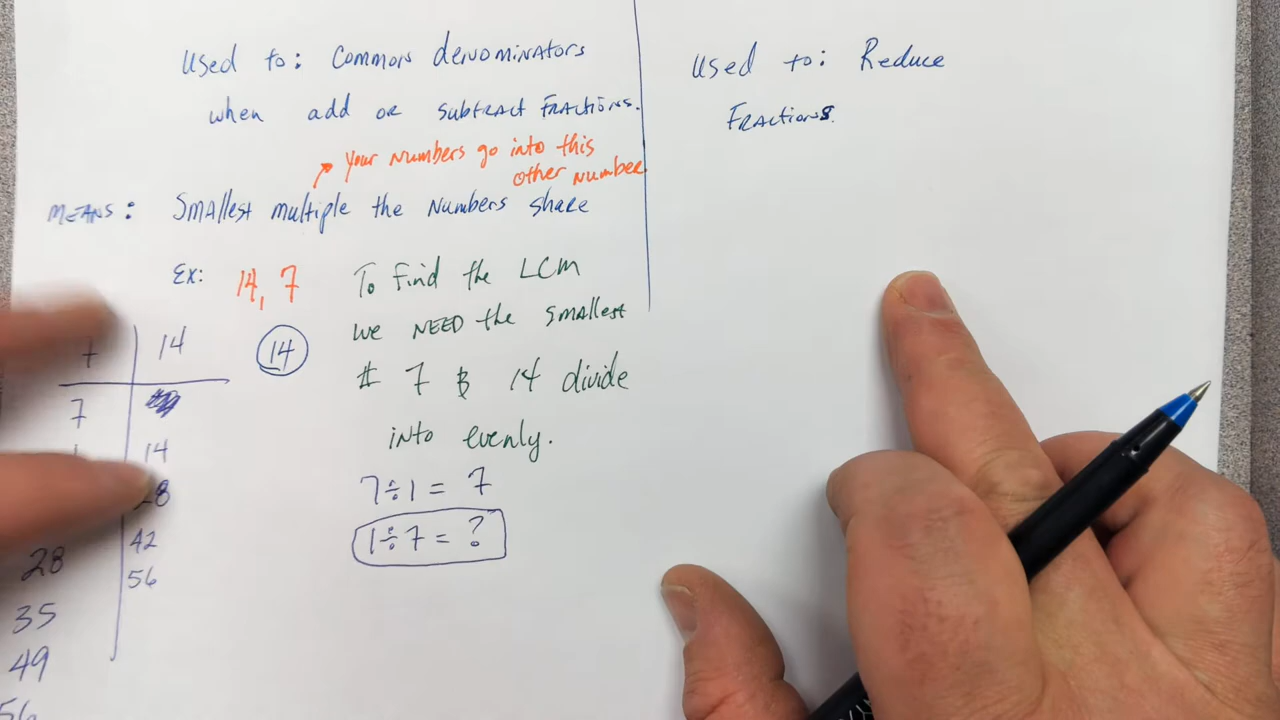 Used to: Common denominators
when add or subtract Fractions.
Your Numbers go into this
other Number
MEANS: Smallest multiple the Numbers share
Ex: 14, 7
14
To Find the LCM
we NEED the smallest
# 7 & 14 divide
into evenly.
7÷1 = 7
1÷7 = ?
14
7
14
28
42
28
56
35
49
56
Used to: Reduce
Fractions.